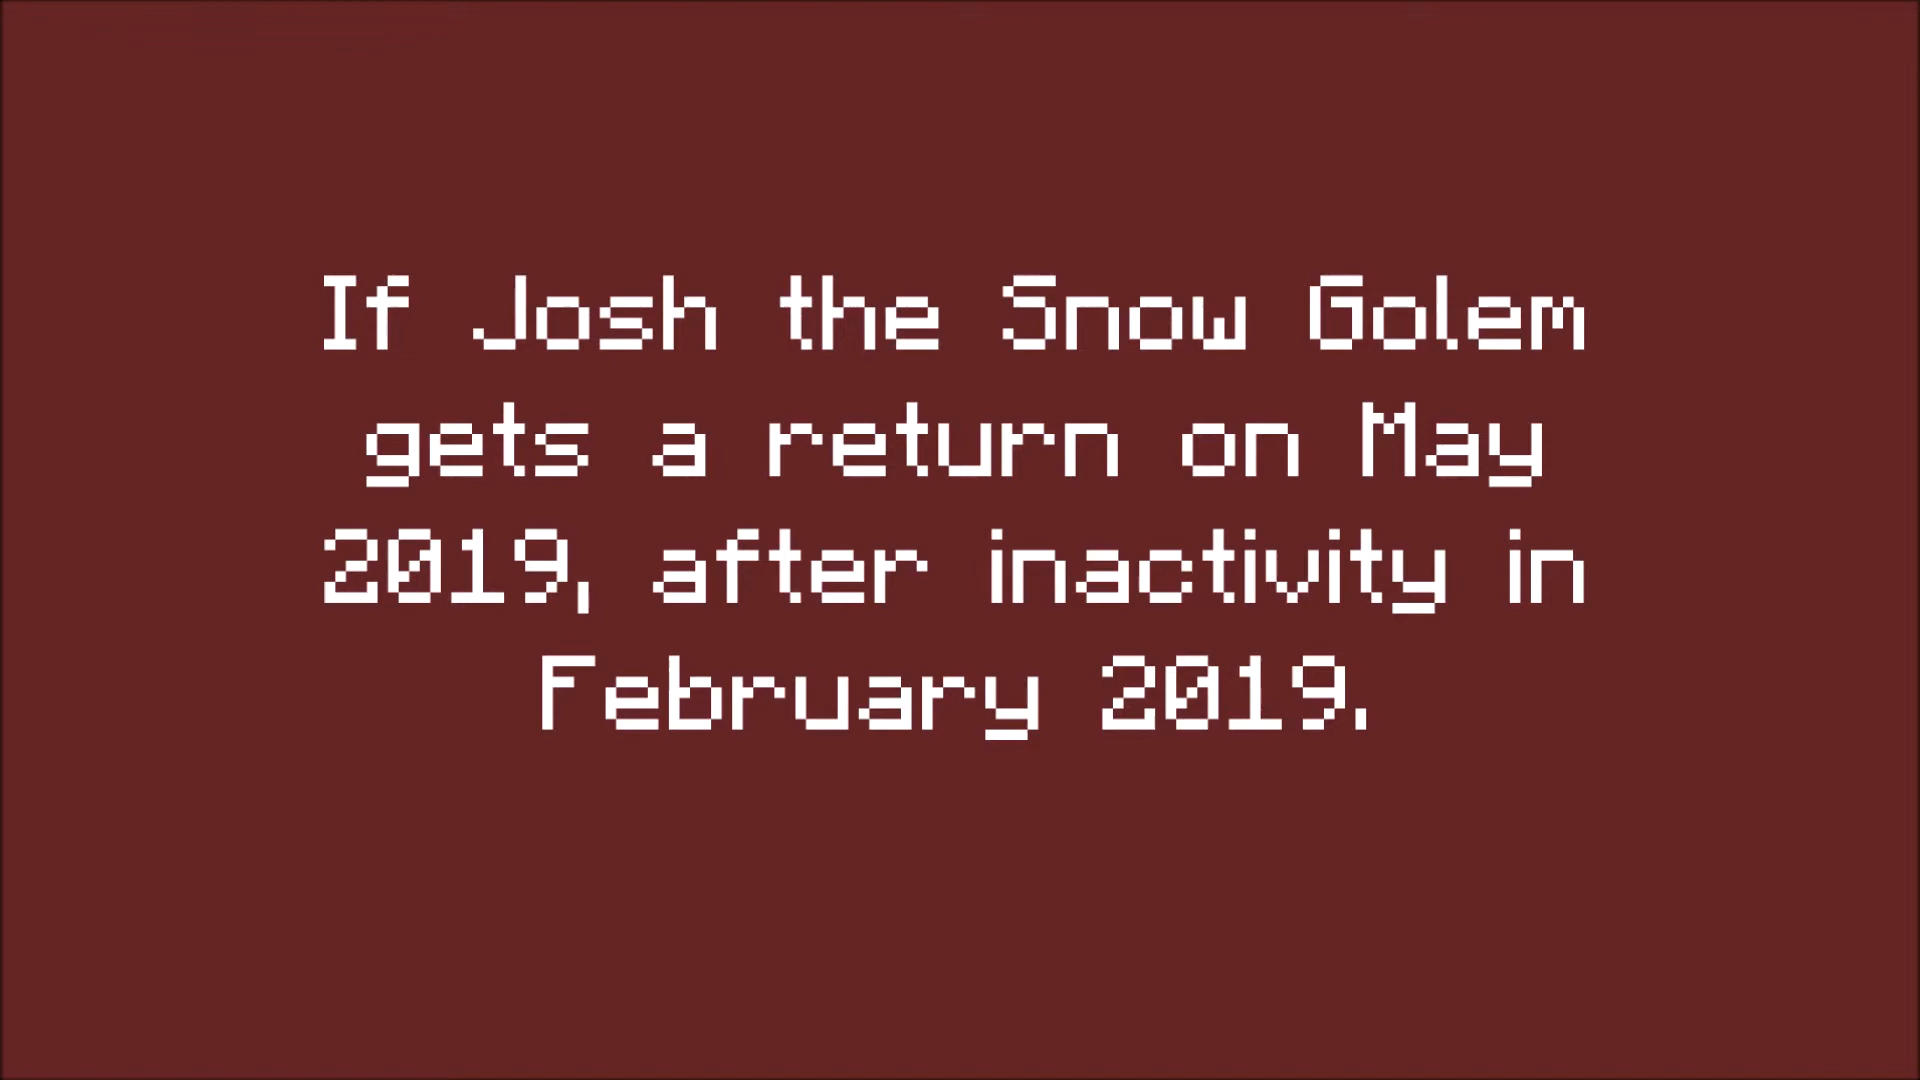 If Josh the Snow Golem
gets a return on May
2019, after inactivity in
February 2019.